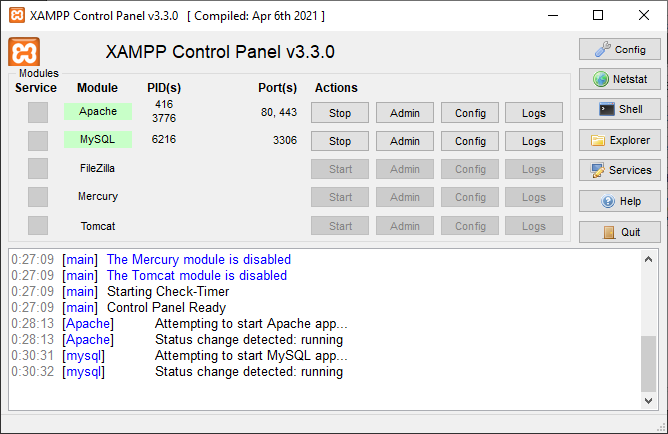 XAMPP Control Panel v3.3.0 [ Compiled: Apr 6th 2021 ]
XAMPP Control Panel v3.3.0
Config
Modules
Service Module PID(s) Port(s) Actions
Netstat
Apache 416 3776 80, 443 Stop Admin Config Logs
Shell
MySQL 6216 3306 Stop Admin Config Logs
Explorer
FileZilla Start Admin Config Logs
Services
Mercury Start Admin Config Logs
Help
Tomcat Start Admin Config Logs
Quit
0:27:09 [main] The Mercury module is disabled
0:27:09 [main] The Tomcat module is disabled
0:27:09 [main] Starting Check-Timer
0:27:09 [main] Control Panel Ready
0:28:13 [Apache] Attempting to start Apache app...
0:28:13 [Apache] Status change detected: running
0:30:31 [mysql] Attempting to start MySQL app...
0:30:32 [mysql] Status change detected: running